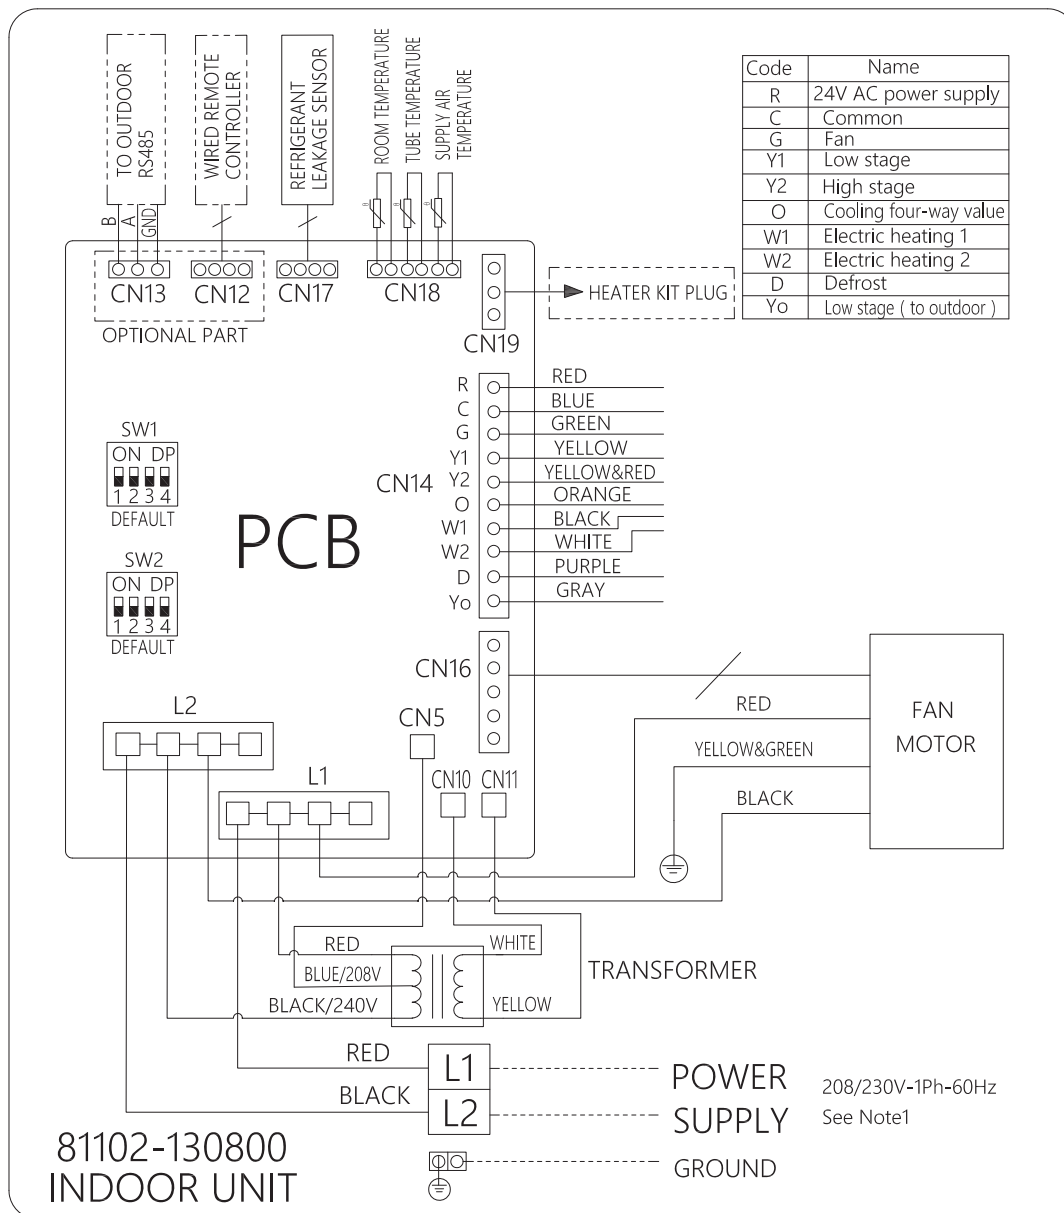 TO OUTDOOR
RS485
WIRED REMOTE
CONTROLLER
REFRIGERANT
LEAKAGE SENSOR
ROOM TEMPERATURE
TUBE TEMPERATURE
SUPPLY AIR
TEMPERATURE
B
A
GND
θ
θ
θ
CN13
CN12
CN17
CN18
OPTIONAL PART
CN19
HEATER KIT PLUG
Code Name
R 24V AC power supply
C Common
G Fan
Y1 Low stage
Y2 High stage
O Cooling four-way value
W1 Electric heating 1
W2 Electric heating 2
D Defrost
Yo Low stage ( to outdoor )
CN14
R RED
C BLUE
G GREEN
Y1 YELLOW
Y2 YELLOW&RED
O ORANGE
W1 BLACK
W2 WHITE
D PURPLE
Yo GRAY
SW1
ON DP
1 2 3 4
DEFAULT
PCB
SW2
ON DP
1 2 3 4
DEFAULT
CN16
RED
YELLOW&GREEN
BLACK
FAN
MOTOR
L2
CN5
L1
CN10
CN11
RED
BLUE/208V
BLACK/240V
WHITE
YELLOW
TRANSFORMER
RED
BLACK
L1
L2
POWER
SUPPLY
208/230V-1Ph-60Hz
See Note1
GROUND
81102-130800
INDOOR UNIT